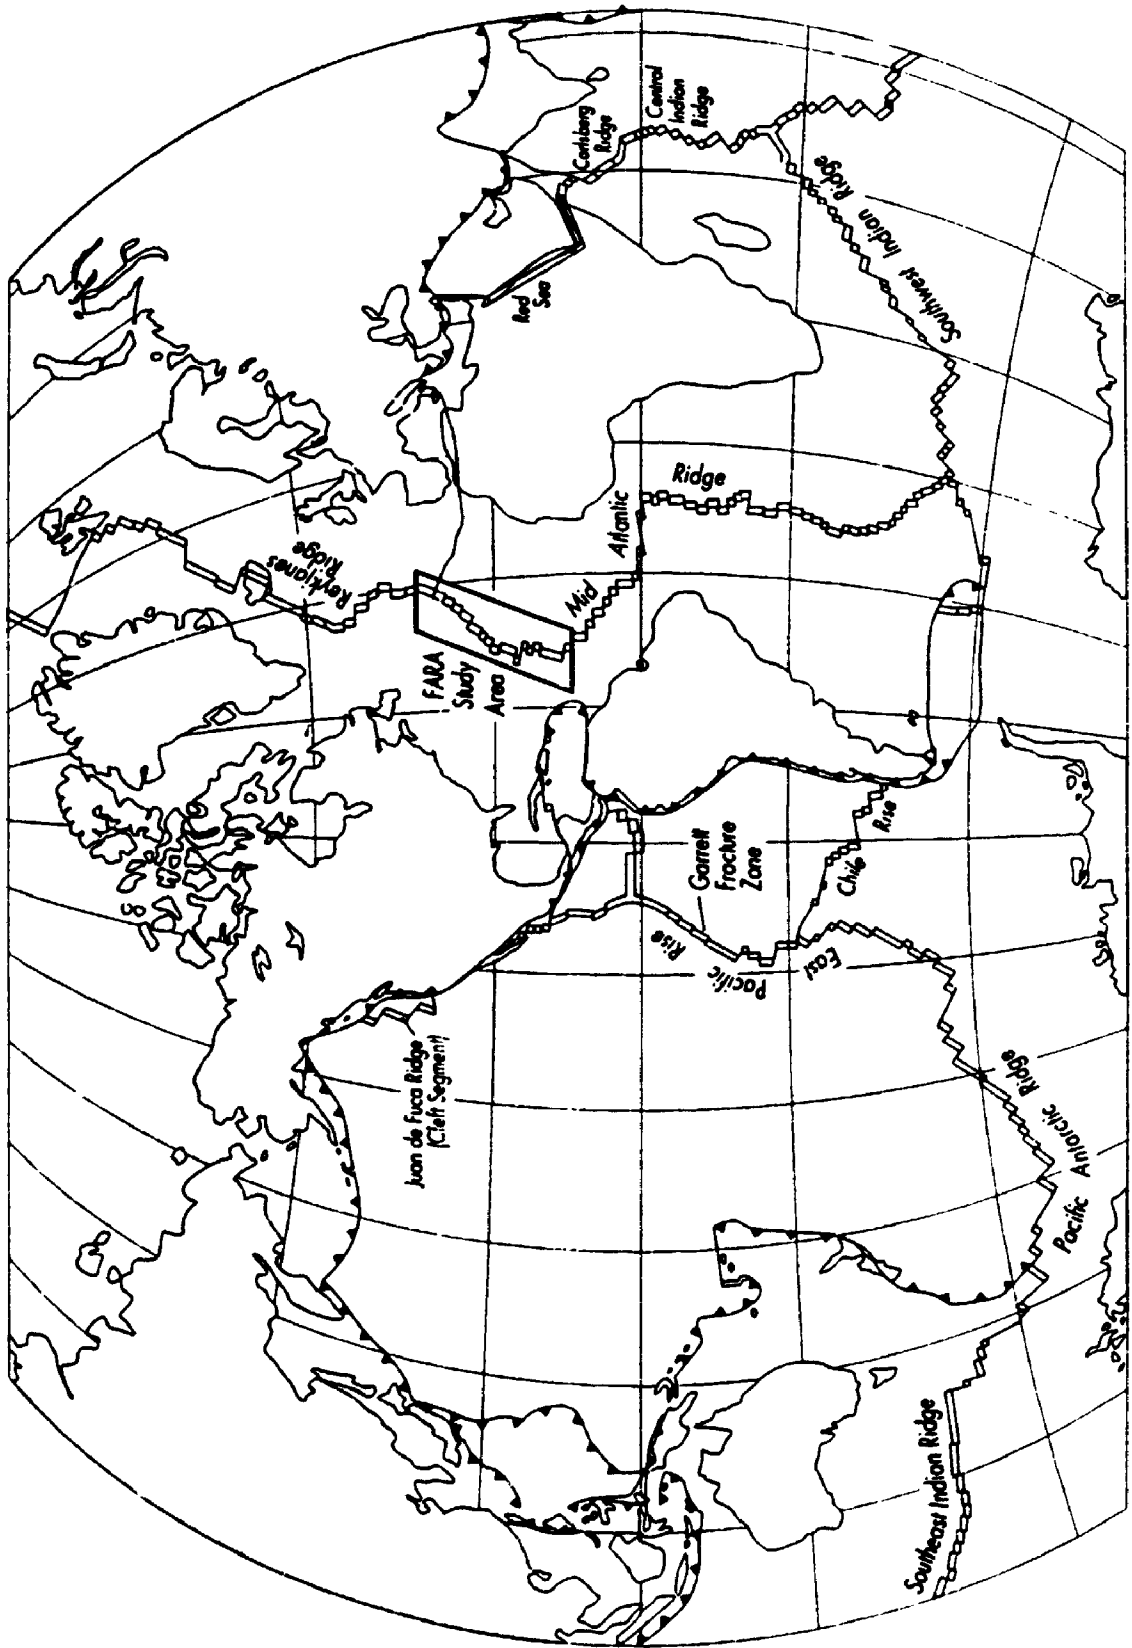 Carlsberg
Ridge
Central
Indian
Ridge
Southwest Indian Ridge
Red
Sea
Reykjanes
Ridge
Mid
Atlantic
Ridge
FARA
Study
Area
Garrett
Fracture
Zone
Chile
Rise
East
Pacific
Rise
Juan de Fuca Ridge
(Cleft Segment)
Pacific Antarctic Ridge
Southeast Indian Ridge